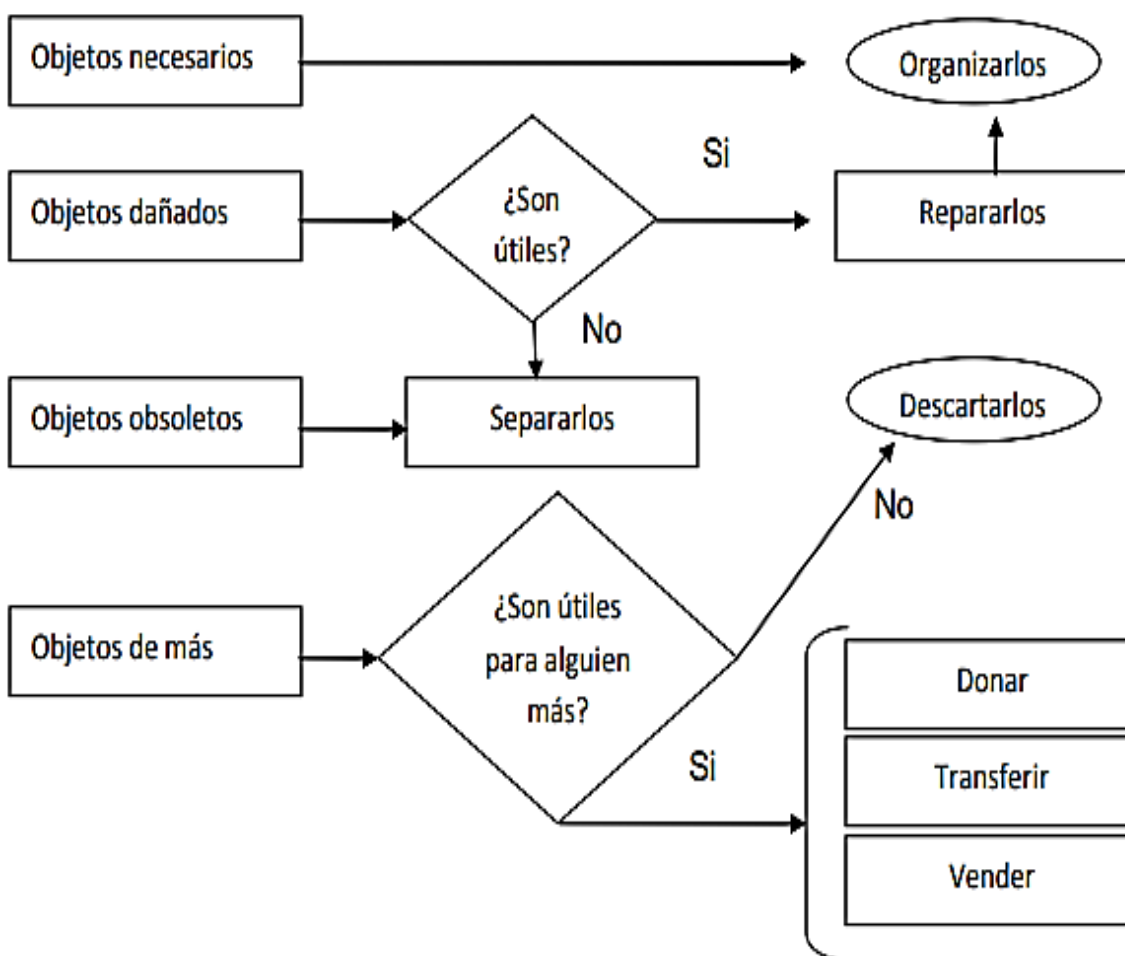 Objetos necesarios
Organizarlos
Si
Objetos dañados
¿Son
útiles?
Repararlos
No
Objetos obsoletos
Separarlos
Descartarlos
No
Objetos de más
¿Son útiles
para alguien
más?
Si
Donar
Transferir
Vender